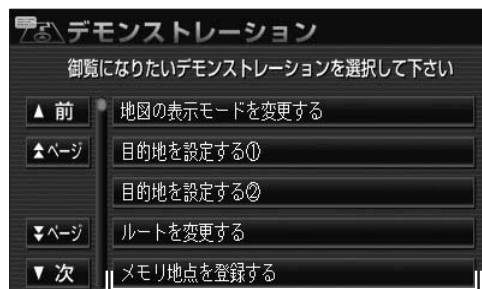 デモンストレーション
御覧になりたいデモンストレーションを選択して下さい
▲ 前
地図の表示モードを変更する
ページ
目的地を設定する①
目的地を設定する②
ページ
ルートを変更する
▼ 次
メモリ地点を登録する